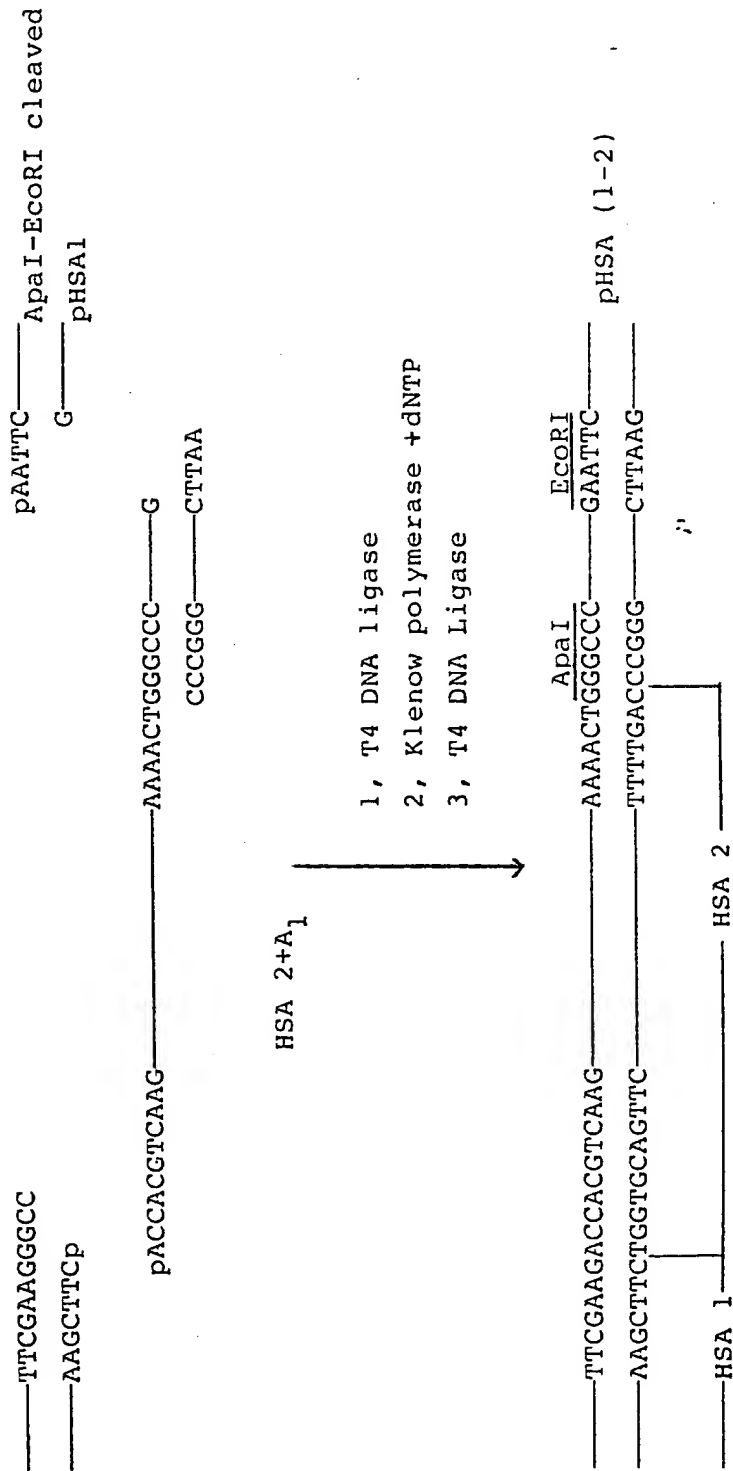 TTCGAAGGGCC
pAATTC
ApaI-EcoRI cleaved
AAGCTTCp
G
pHSA1
pACCACGTCAAG AAAACTGGGCCC G
CCCGGG CTTAA
HSA 2+A1
1, T4 DNA ligase
2, Klenow polymerase +dNTP
3, T4 DNA Ligase
ApaI EcoRI
TTCGAAGACCACGTCAAG AAAACTGGGCCC GAATTC
pHSA (1-2)
AAGCTTCTGGTGCAGTTC TTTTGACCCGGG CTTAAG
HSA 1 HSA 2